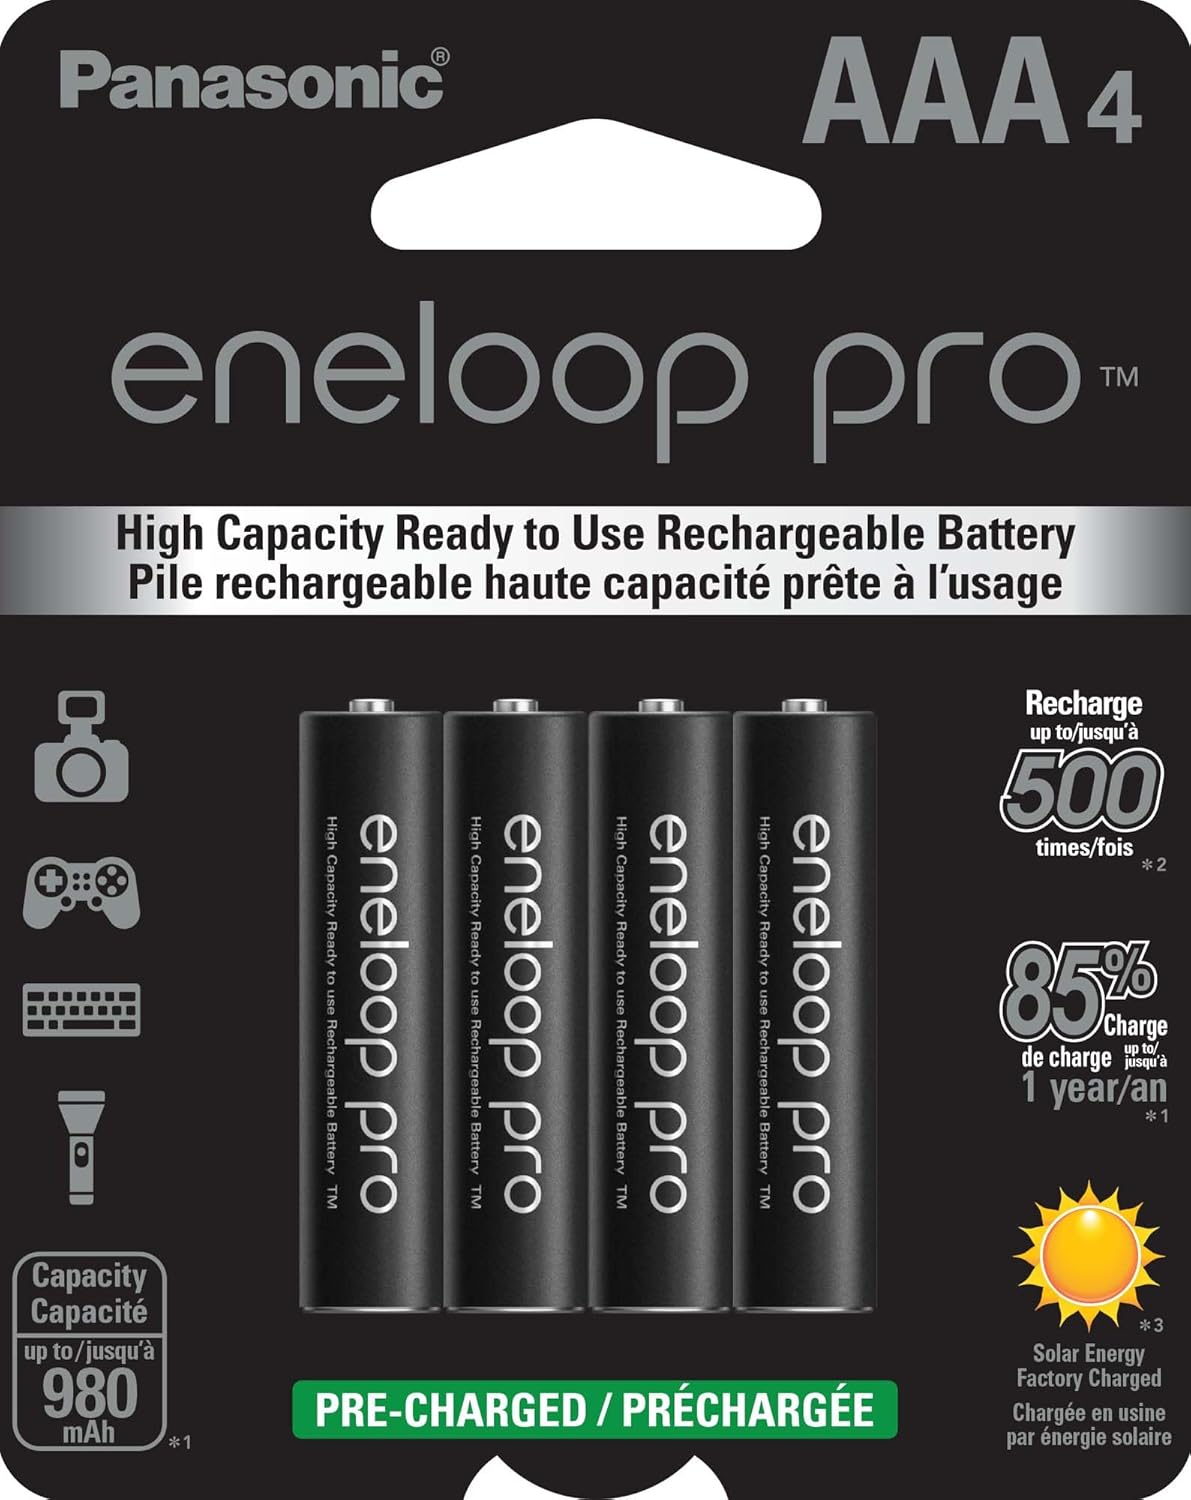 Panasonic®
AAA4
eneloop pro™
High Capacity Ready to Use Rechargeable Battery
Pile rechargeable haute capacité prête à l'usage
Recharge
up to/jusqu'à
500
times/fois
*2
85%
Charge
de charge up to/
jusqu'à
1 year/an
*1
*3
Solar Energy
Factory Charged
Chargée en usine
par énergie solaire
Capacity
Capacité
up to/jusqu'à
980
mAh
*1
eneloop pro
High Capacity Ready to use Rechargeable Battery TM
eneloop pro
High Capacity Ready to use Rechargeable Battery TM
eneloop pro
High Capacity Ready to use Rechargeable Battery TM
eneloop pro
High Capacity Ready to use Rechargeable Battery TM
PRE-CHARGED / PRÉCHARGÉE